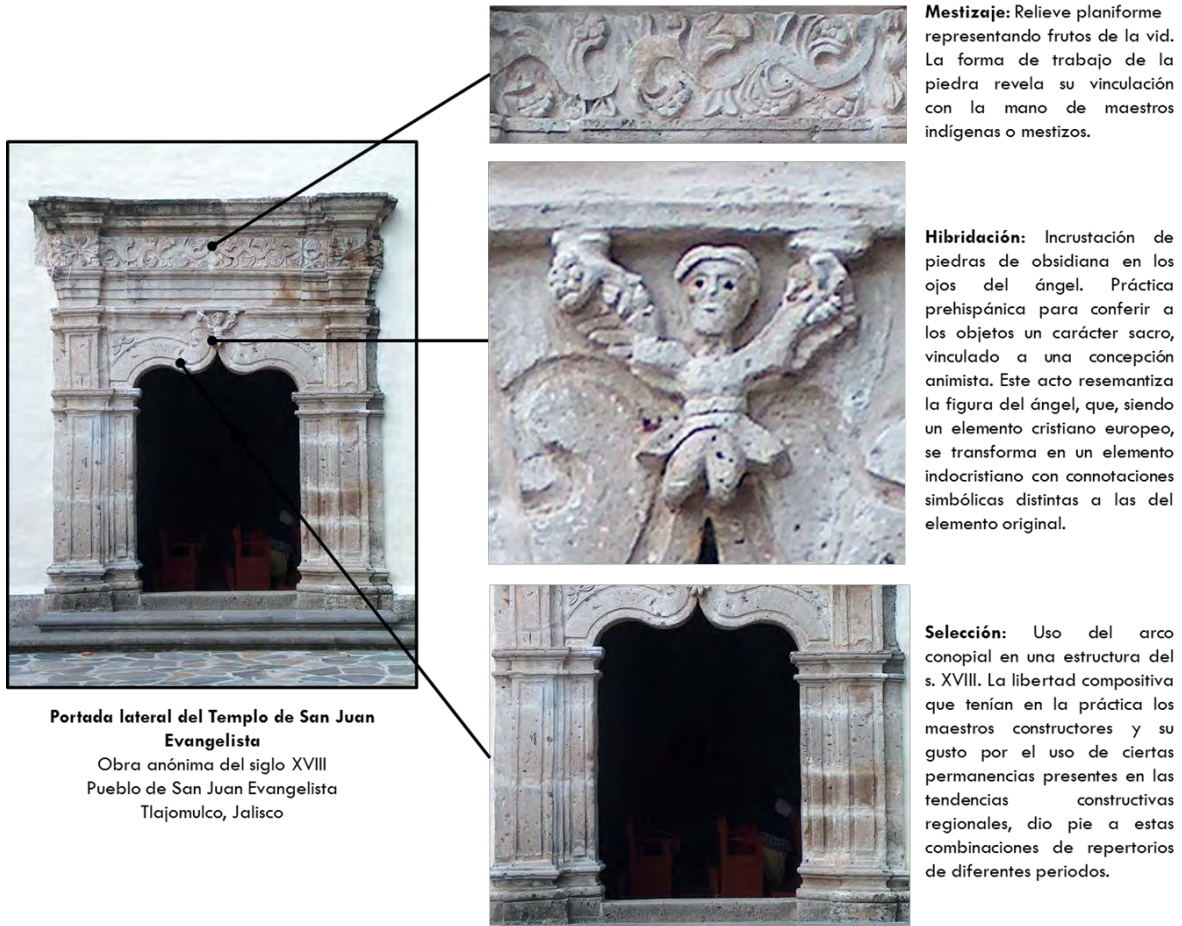 Mestizaje: Relieve planiforme
representando frutos de la vid.
La forma de trabajo de la
piedra revela su vinculación
con la mano de maestros
indígenas o mestizos.
Hibridación: Incrustación de
piedras de obsidiana en los
ojos del ángel. Práctica
prehispánica para conferir a
los objetos un carácter sacro,
vinculado a una concepción
animista. Este acto resemantiza
la figura del ángel, que, siendo
un elemento cristiano europeo,
se transforma en un elemento
indocristiano con connotaciones
simbólicas distintas a las del
elemento original.
Selección: Uso del arco
conopial en una estructura del
s. XVIII. La libertad compositiva
que tenían en la práctica los
maestros constructores y su
gusto por el uso de ciertas
permanencias presentes en las
tendencias constructivas
regionales, dio pie a estas
combinaciones de repertorios
de diferentes periodos.
Portada lateral del Templo de San Juan
Evangelista
Obra anónima del siglo XVIII
Pueblo de San Juan Evangelista
Tlajomulco, Jalisco